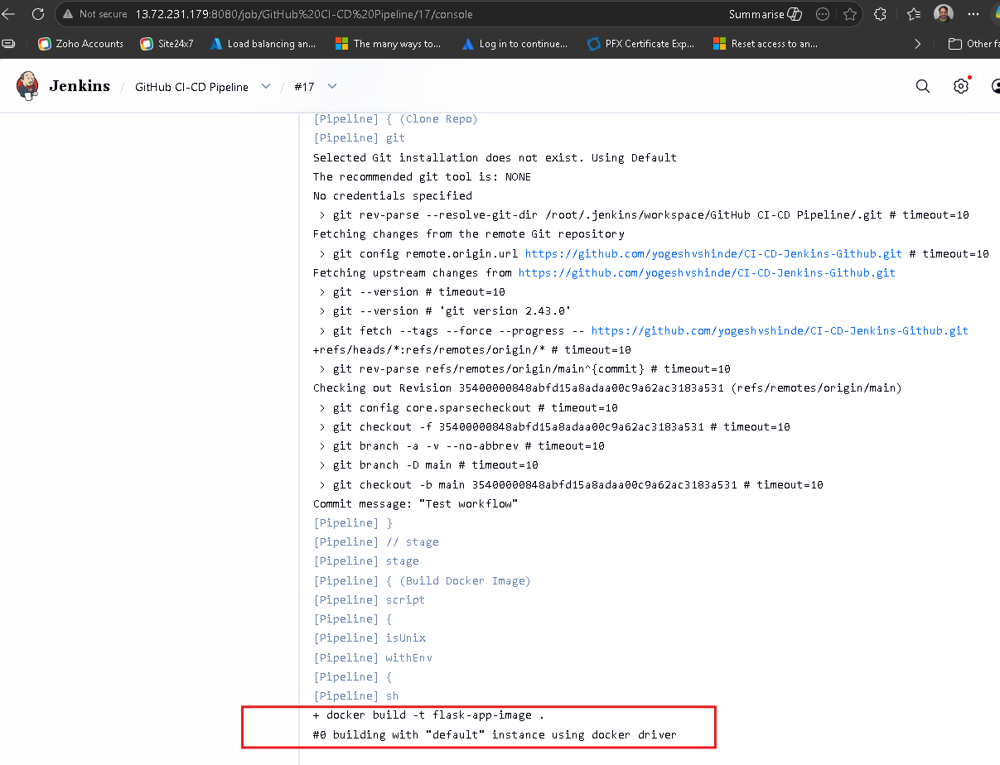 Not secure 13.72.231.179:8080/job/GitHub%20CI-CD%20Pipeline/17/console Summarise
Zoho Accounts Site24x7 Load balancing an... The many ways to... Log in to continue... PFX Certificate Exp... Reset access to an... Other fa
Jenkins / GitHub CI-CD Pipeline / #17
[Pipeline] { (Clone Repo)
[Pipeline] git
Selected Git installation does not exist. Using Default
The recommended git tool is: NONE
No credentials specified
> git rev-parse --resolve-git-dir /root/.jenkins/workspace/GitHub CI-CD Pipeline/.git # timeout=10
Fetching changes from the remote Git repository
> git config remote.origin.url https://github.com/yogeshvshinde/CI-CD-Jenkins-Github.git # timeout=10
Fetching upstream changes from https://github.com/yogeshvshinde/CI-CD-Jenkins-Github.git
> git --version # timeout=10
> git --version # 'git version 2.43.0'
> git fetch --tags --force --progress -- https://github.com/yogeshvshinde/CI-CD-Jenkins-Github.git
+refs/heads/*:refs/remotes/origin/* # timeout=10
> git rev-parse refs/remotes/origin/main^{commit} # timeout=10
Checking out Revision 35400000848abfd15a8adaa00c9a62ac3183a531 (refs/remotes/origin/main)
> git config core.sparsecheckout # timeout=10
> git checkout -f 35400000848abfd15a8adaa00c9a62ac3183a531 # timeout=10
> git branch -a -v --no-abbrev # timeout=10
> git branch -D main # timeout=10
> git checkout -b main 35400000848abfd15a8adaa00c9a62ac3183a531 # timeout=10
Commit message: "Test workflow"
[Pipeline] }
[Pipeline] // stage
[Pipeline] stage
[Pipeline] { (Build Docker Image)
[Pipeline] script
[Pipeline] {
[Pipeline] isUnix
[Pipeline] withEnv
[Pipeline] {
[Pipeline] sh
+ docker build -t flask-app-image .
#0 building with "default" instance using docker driver